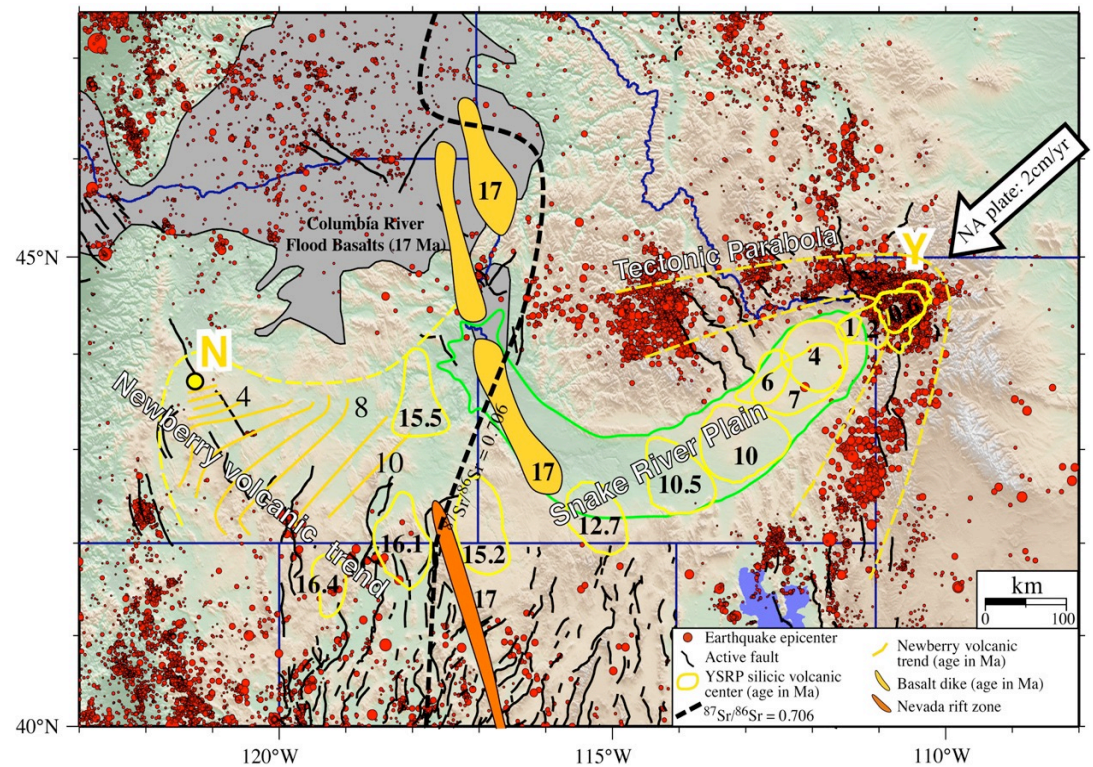 NA plate: 2cm/yr
17
Columbia River
Flood Basalts (17 Ma)
45°N
Tectonic Parabola
Y
1
2
0.6
N
4
8
10
15.5
4
6
7
Newberry volcanic trend
87Sr/86Sr = 0.706
17
Snake River Plain
10
10.5
12.7
16.1
15.2
16.4
17
km
0 100
Earthquake epicenter
Active fault
YSRP silicic volcanic
center (age in Ma)
87Sr/86Sr = 0.706
Newberry volcanic
trend (age in Ma)
Basalt dike (age in Ma)
Nevada rift zone
40°N
120°W
115°W
110°W